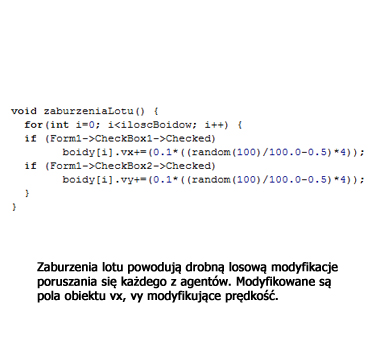 void zaburzeniaLotu() {
for(int i=0; i<iloscBoidow; i++) {
if (Form1->CheckBox1->Checked)
boidy[i].vx+=(0.1*((random(100)/100.0-0.5)*4));
if (Form1->CheckBox2->Checked)
boidy[i].vy+=(0.1*((random(100)/100.0-0.5)*4));
}
}
Zaburzenia lotu powodują drobną losową modyfikacje
poruszania się każdego z agentów. Modyfikowane są
pola obiektu vx, vy modyfikujące prędkość.